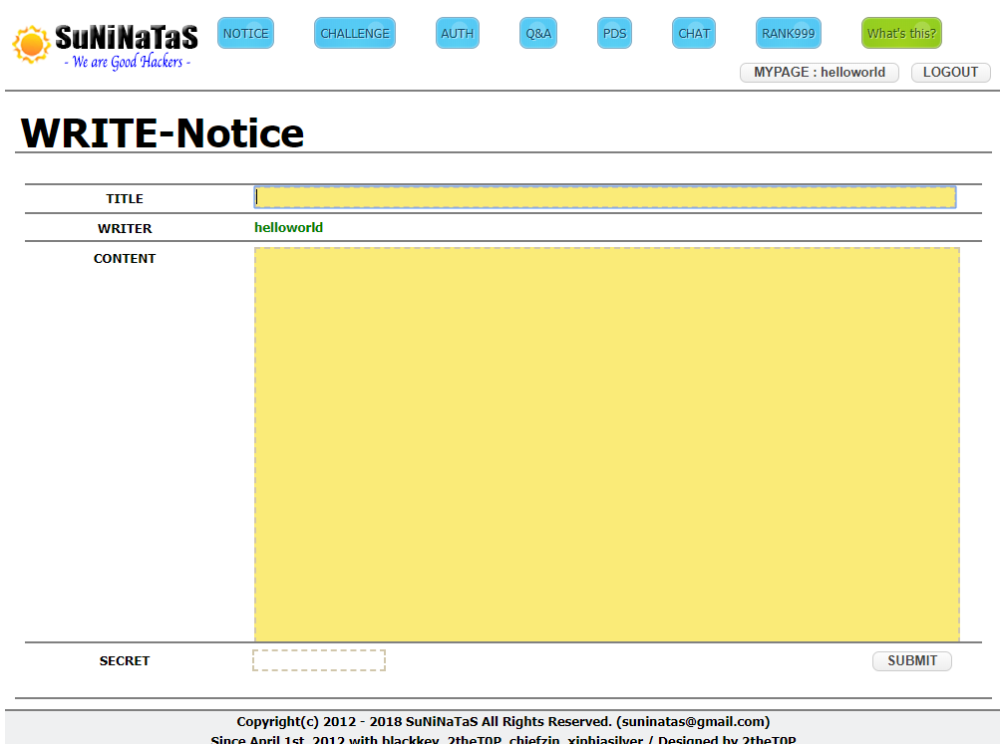 SuNiNaTaS
- We are Good Hackers -
NOTICE CHALLENGE AUTH Q&A PDS CHAT RANK999 What's this?
MYPAGE : helloworld LOGOUT
WRITE-Notice
TITLE
WRITER helloworld
CONTENT
SECRET SUBMIT
Copyright(c) 2012 - 2018 SuNiNaTaS All Rights Reserved. (suninatas@gmail.com)
Since April 1st, 2012 with blackkey, 2theT0P, chiefzin, xinhiasilver / Designed by 2theT0P